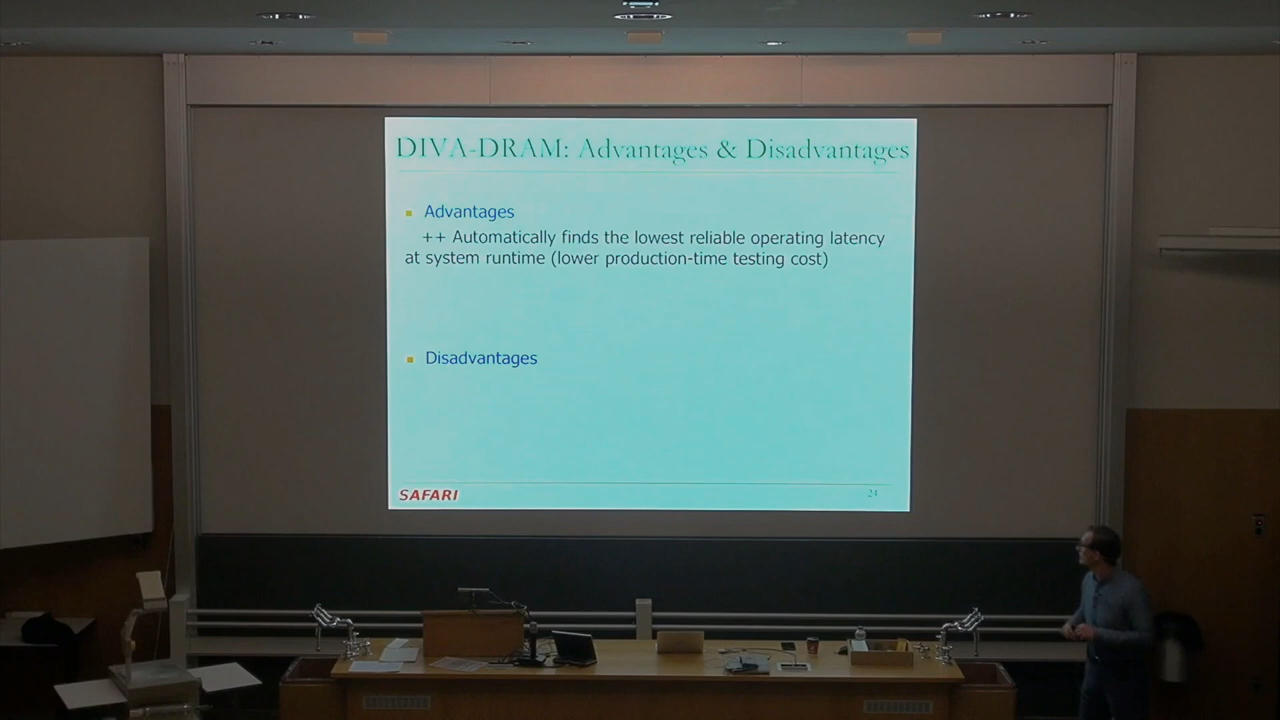 DIVA-DRAM: Advantages & Disadvantages
Advantages
++ Automatically finds the lowest reliable operating latency
at system runtime (lower production-time testing cost)
Disadvantages
SAFARI
24